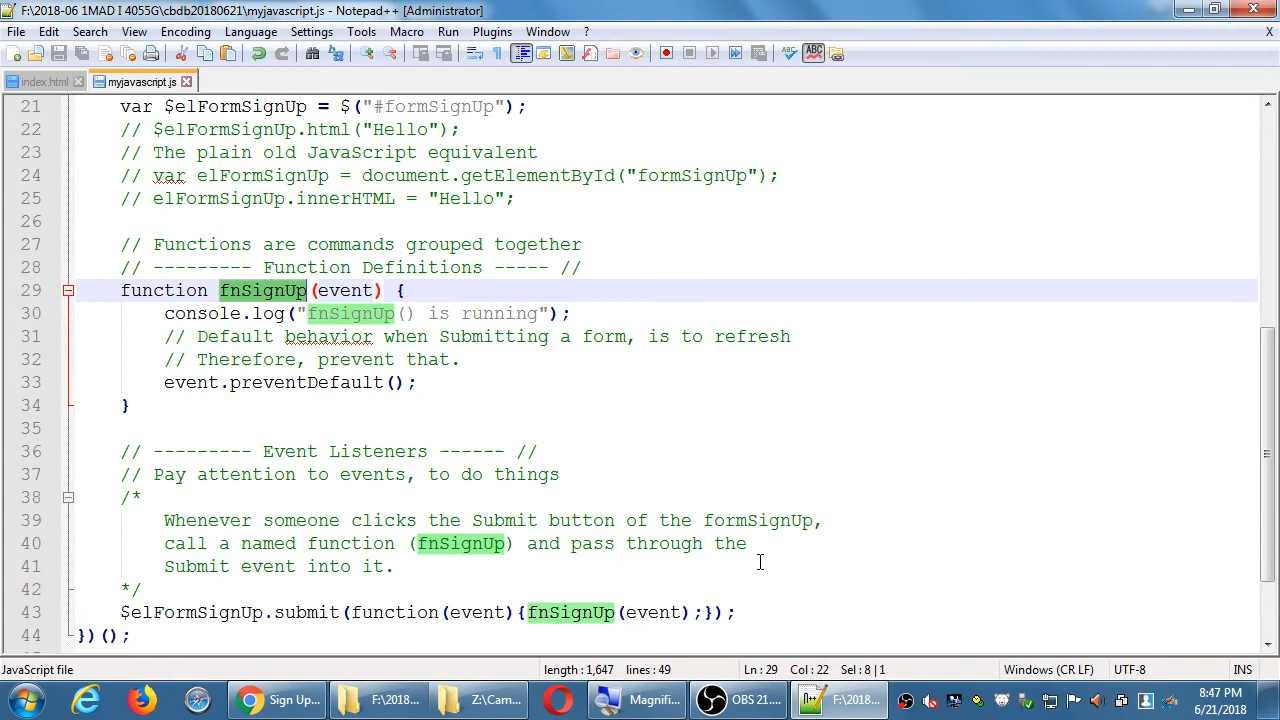 F:\2018-06 1MAD I 4055G\cbdb20180621\myjavascript.js - Notepad++ [Administrator]
File Edit Search View Encoding Language Settings Tools Macro Run Plugins Window ? X
index.html myjavascript.js
21 var $elFormSignUp = $("#formSignUp");
22 // $elFormSignUp.html("Hello");
23 // The plain old JavaScript equivalent
24 // var elFormSignUp = document.getElementById("formSignUp");
25 // elFormSignUp.innerHTML = "Hello";
26
27 // Functions are commands grouped together
28 // --------- Function Definitions ----- //
29 function fnSignUp(event) {
30 console.log("fnSignUp() is running");
31 // Default behavior when Submitting a form, is to refresh
32 // Therefore, prevent that.
33 event.preventDefault();
34 }
35
36 // --------- Event Listeners ------ //
37 // Pay attention to events, to do things
38 /*
39 Whenever someone clicks the Submit button of the formSignUp,
40 call a named function (fnSignUp) and pass through the
41 Submit event into it.
42 */
43 $elFormSignUp.submit(function(event){fnSignUp(event);});
44 })();
JavaScript file length : 1,647 lines : 49 Ln : 29 Col : 22 Sel : 8 | 1 Windows (CR LF) UTF-8 INS
Sign Up... F:\2018... Z:\Cam... Magnifi... OBS 21.... F:\2018... 8:47 PM
6/21/2018